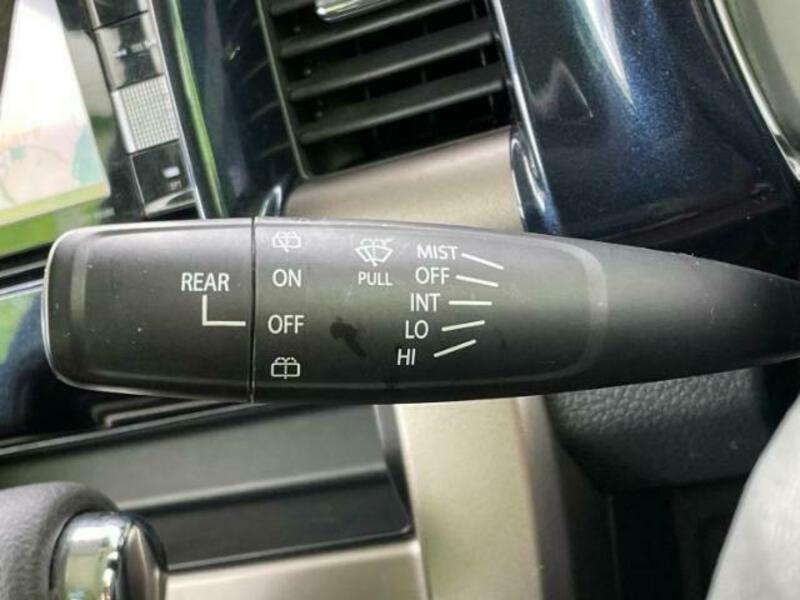 REAR
ON
OFF
PULL
MIST
OFF
INT
LO
HI